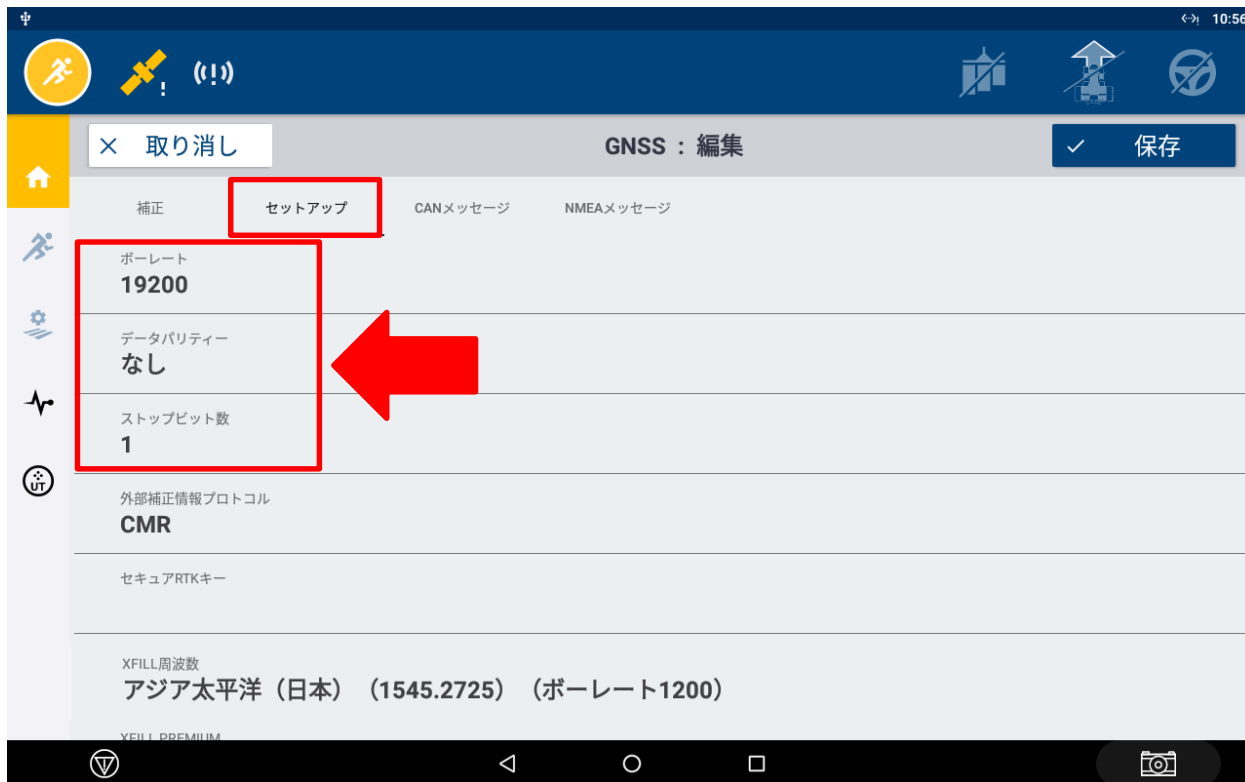 10:56
取り消し
GNSS : 編集
保存
補正
セットアップ
CANメッセージ
NMEAメッセージ
ボーレート
19200
データパリティー
なし
ストップビット数
1
UT
外部補正情報プロトコル
CMR
セキュアRTKキー
XFILL周波数
アジア太平洋（日本）（1545.2725）（ボーレート1200）
XFILL PREMIUM